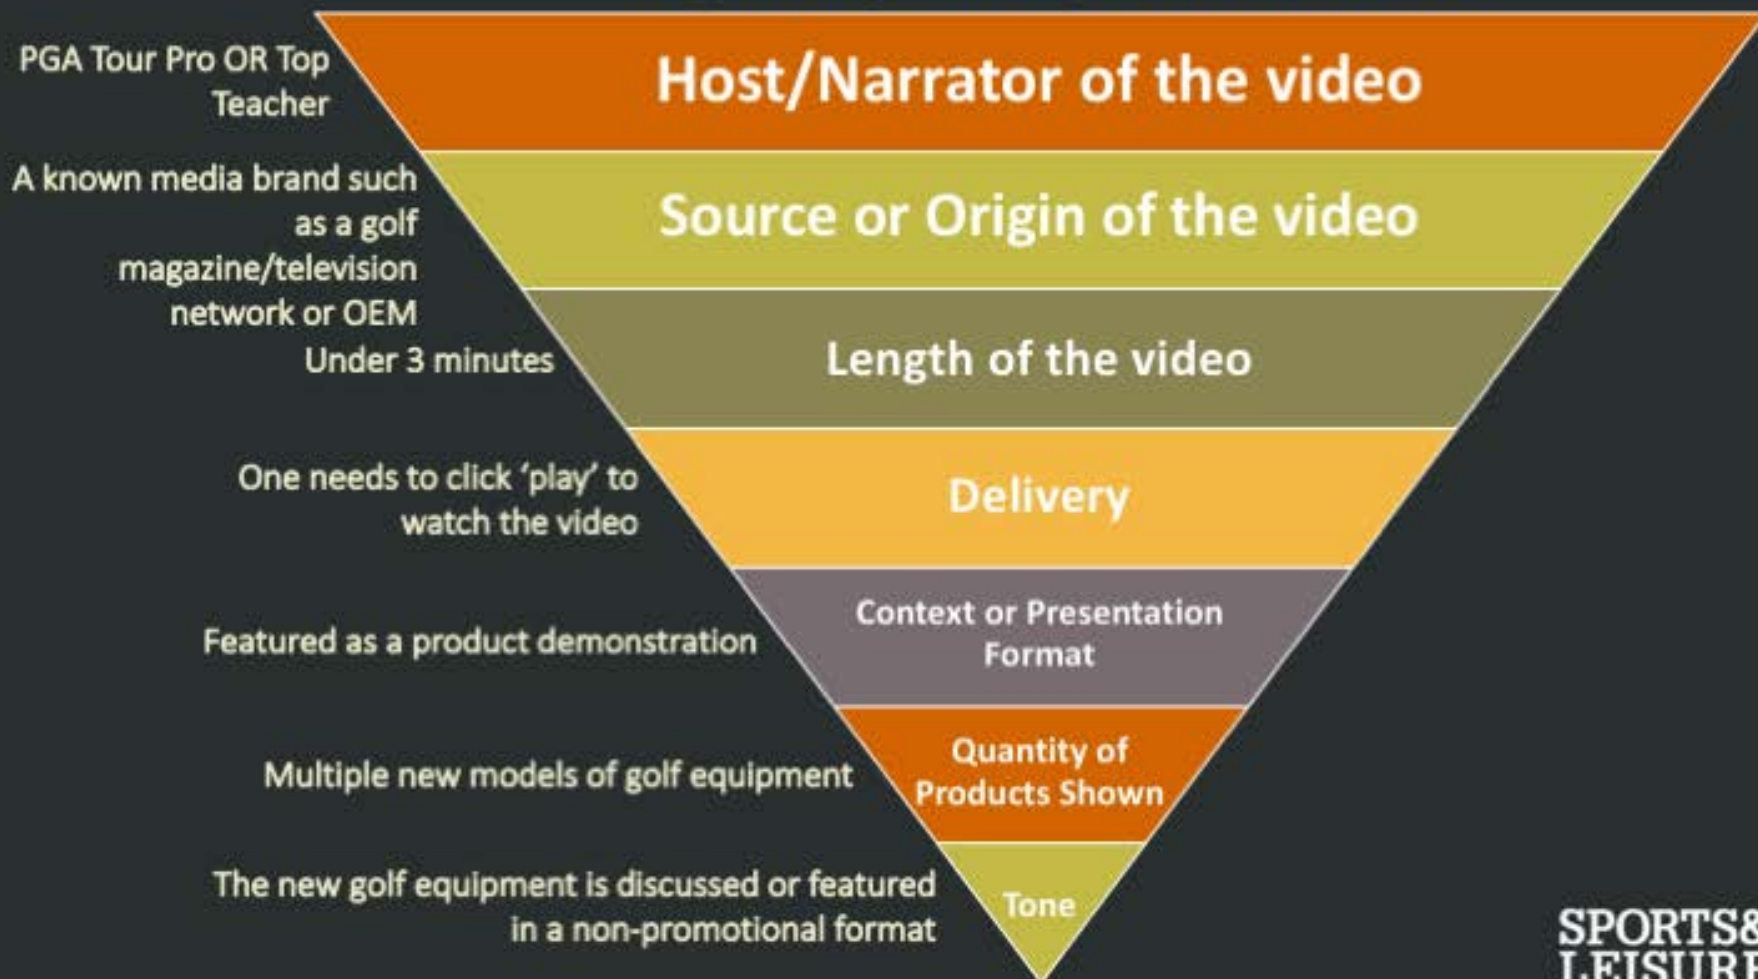 PGA Tour Pro OR Top
Teacher
Host/Narrator of the video
A known media brand such
as a golf
magazine/television
network or OEM
Source or Origin of the video
Under 3 minutes
Length of the video
One needs to click ‘play’ to
watch the video
Delivery
Featured as a product demonstration
Context or Presentation
Format
Multiple new models of golf equipment
Quantity of
Products Shown
The new golf equipment is discussed or featured
in a non-promotional format
Tone
SPORTS&
LEISURE